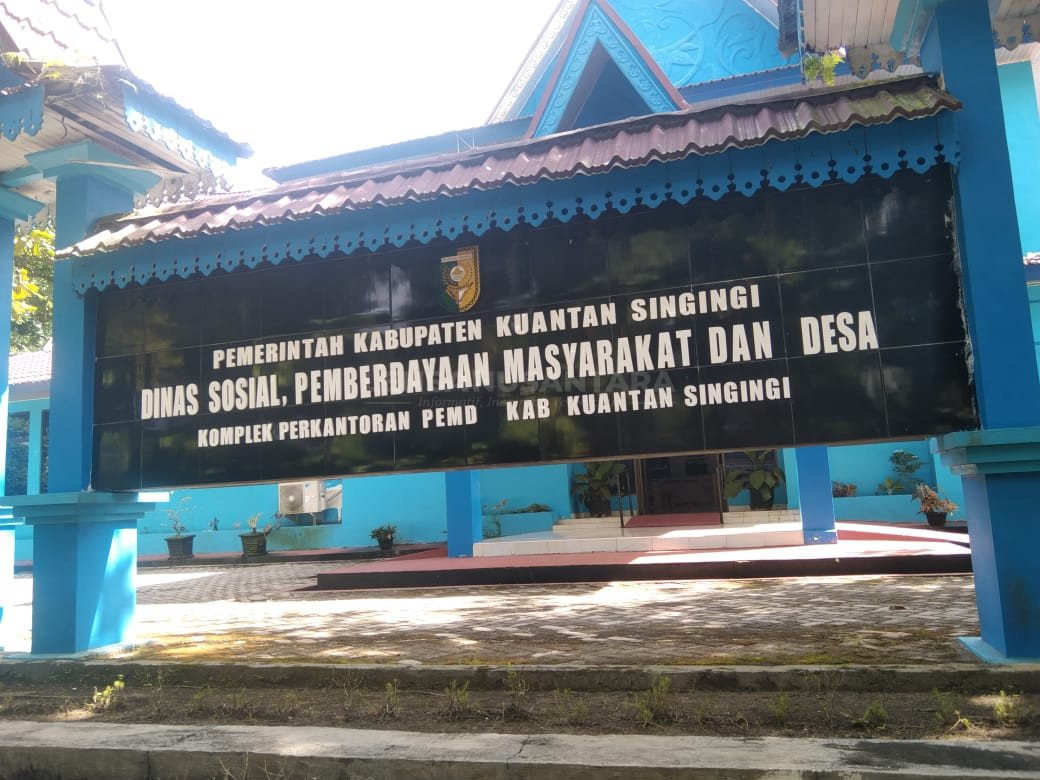 PEMERINTAH KABUPATEN KUANTAN SINGINGI
DINAS SOSIAL, PEMBERDAYAAN MASYARAKAT DAN DESA
NUSANTARA
KOMPLEK PERKANTORAN PEMD KAB KUANTAN SINGINGI